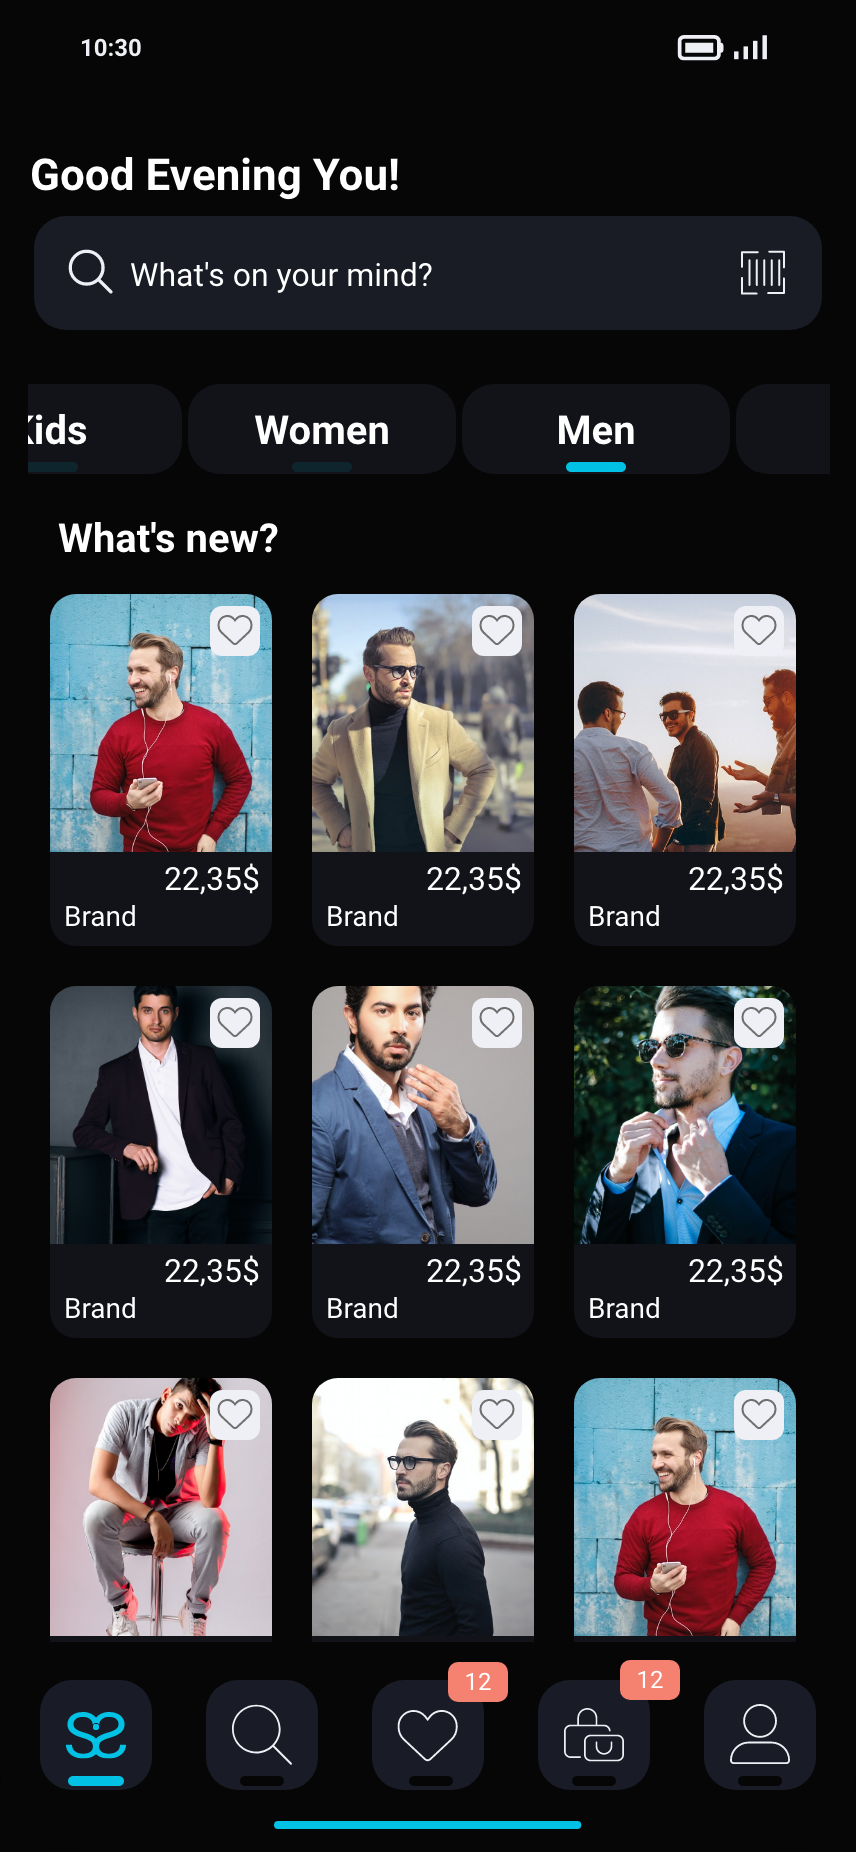 10:30
Good Evening You!
What's on your mind?
Kids Women Men
What's new?
22,35$ 22,35$ 22,35$
Brand Brand Brand
22,35$ 22,35$ 22,35$
Brand Brand Brand
12 12